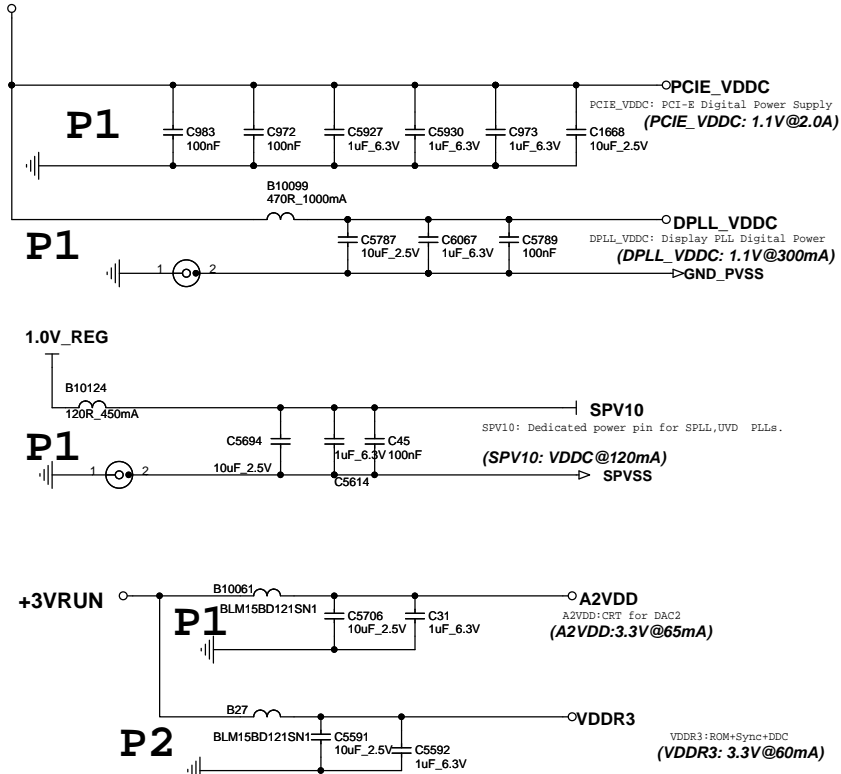 PCIE_VDDC
PCIE_VDDC: PCI-E Digital Power Supply
(PCIE_VDDC: 1.1V@2.0A)
P1
C983
100nF
C972
100nF
C5927
1uF_6.3V
C5930
1uF_6.3V
C973
1uF_6.3V
C1668
10uF_2.5V
B10099
470R_1000mA
DPLL_VDDC
DPLL_VDDC: Display PLL Digital Power
(DPLL_VDDC: 1.1V@300mA)
P1
C5787
10uF_2.5V
C6067
1uF_6.3V
C5789
100nF
1
2
GND_PVSS
1.0V_REG
B10124
120R_450mA
SPV10
SPV10: Dedicated power pin for SPLL,UVD PLLs.
(SPV10: VDDC@120mA)
P1
C5694
10uF_2.5V
1uF_6.3V
C5614
C45
100nF
1
2
SPVSS
+3VRUN
B10061
BLM15BD121SN1
P1
C5706
10uF_2.5V
C31
1uF_6.3V
A2VDD
A2VDD:CRT for DAC2
(A2VDD:3.3V@65mA)
B27
BLM15BD121SN1
P2
C5591
10uF_2.5V
C5592
1uF_6.3V
VDDR3
VDDR3:ROM+Sync+DDC
(VDDR3: 3.3V@60mA)